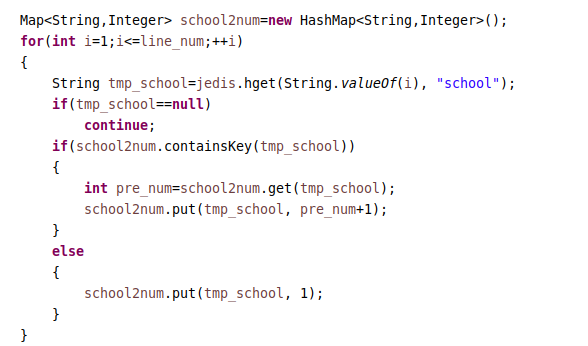 Map<String,Integer> school2num=new HashMap<String,Integer>();
for(int i=1;i<=line_num;++i)
{
    String tmp_school=jedis.hget(String.valueOf(i), "school");
    if(tmp_school==null)
        continue;
    if(school2num.containsKey(tmp_school))
    {
        int pre_num=school2num.get(tmp_school);
        school2num.put(tmp_school, pre_num+1);
    }
    else
    {
        school2num.put(tmp_school, 1);
    }
}